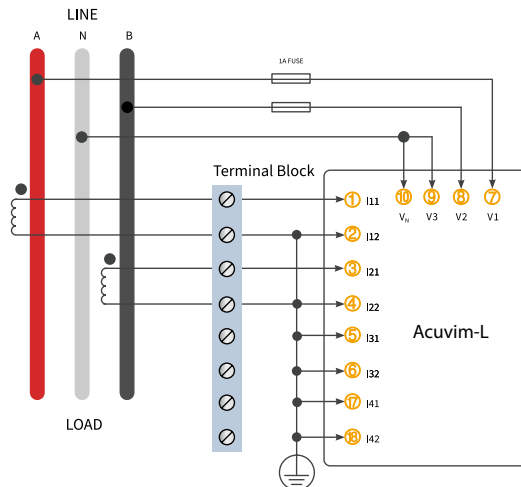 LINE
A N B
1A FUSE
Terminal Block
10 9 8 7
VN V3 V2 V1
1 I11
2 I12
3 I21
4 I22
5 I31
6 I32
17 I41
18 I42
Acuvim-L
LOAD